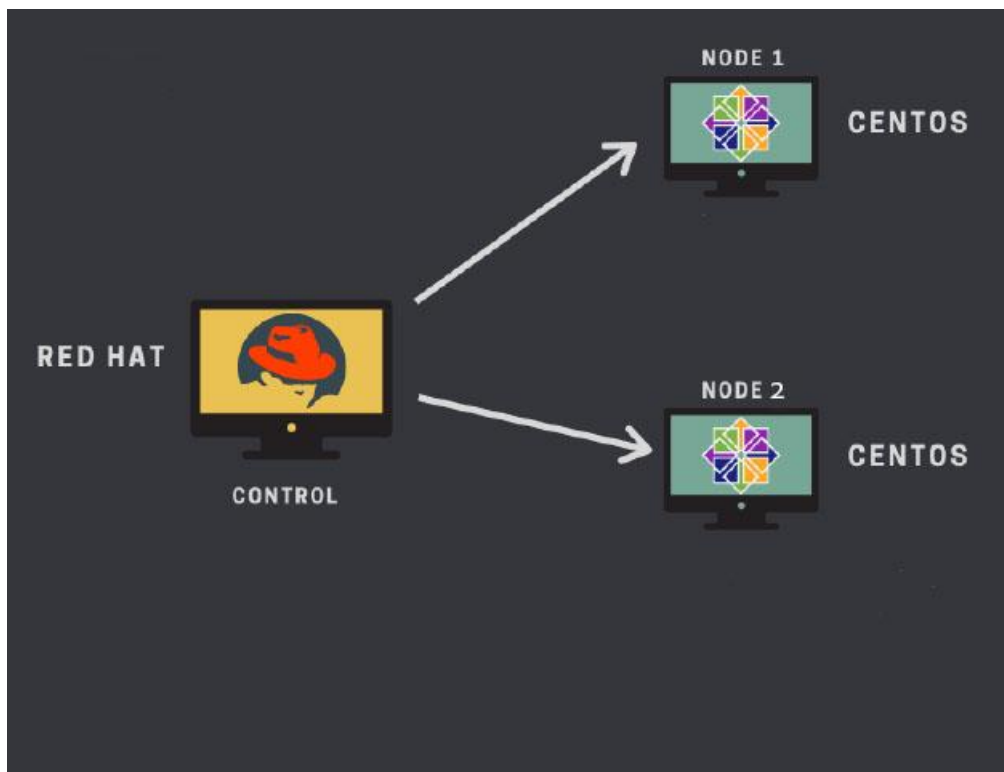 NODE 1
CENTOS
RED HAT
CONTROL
NODE 2
CENTOS